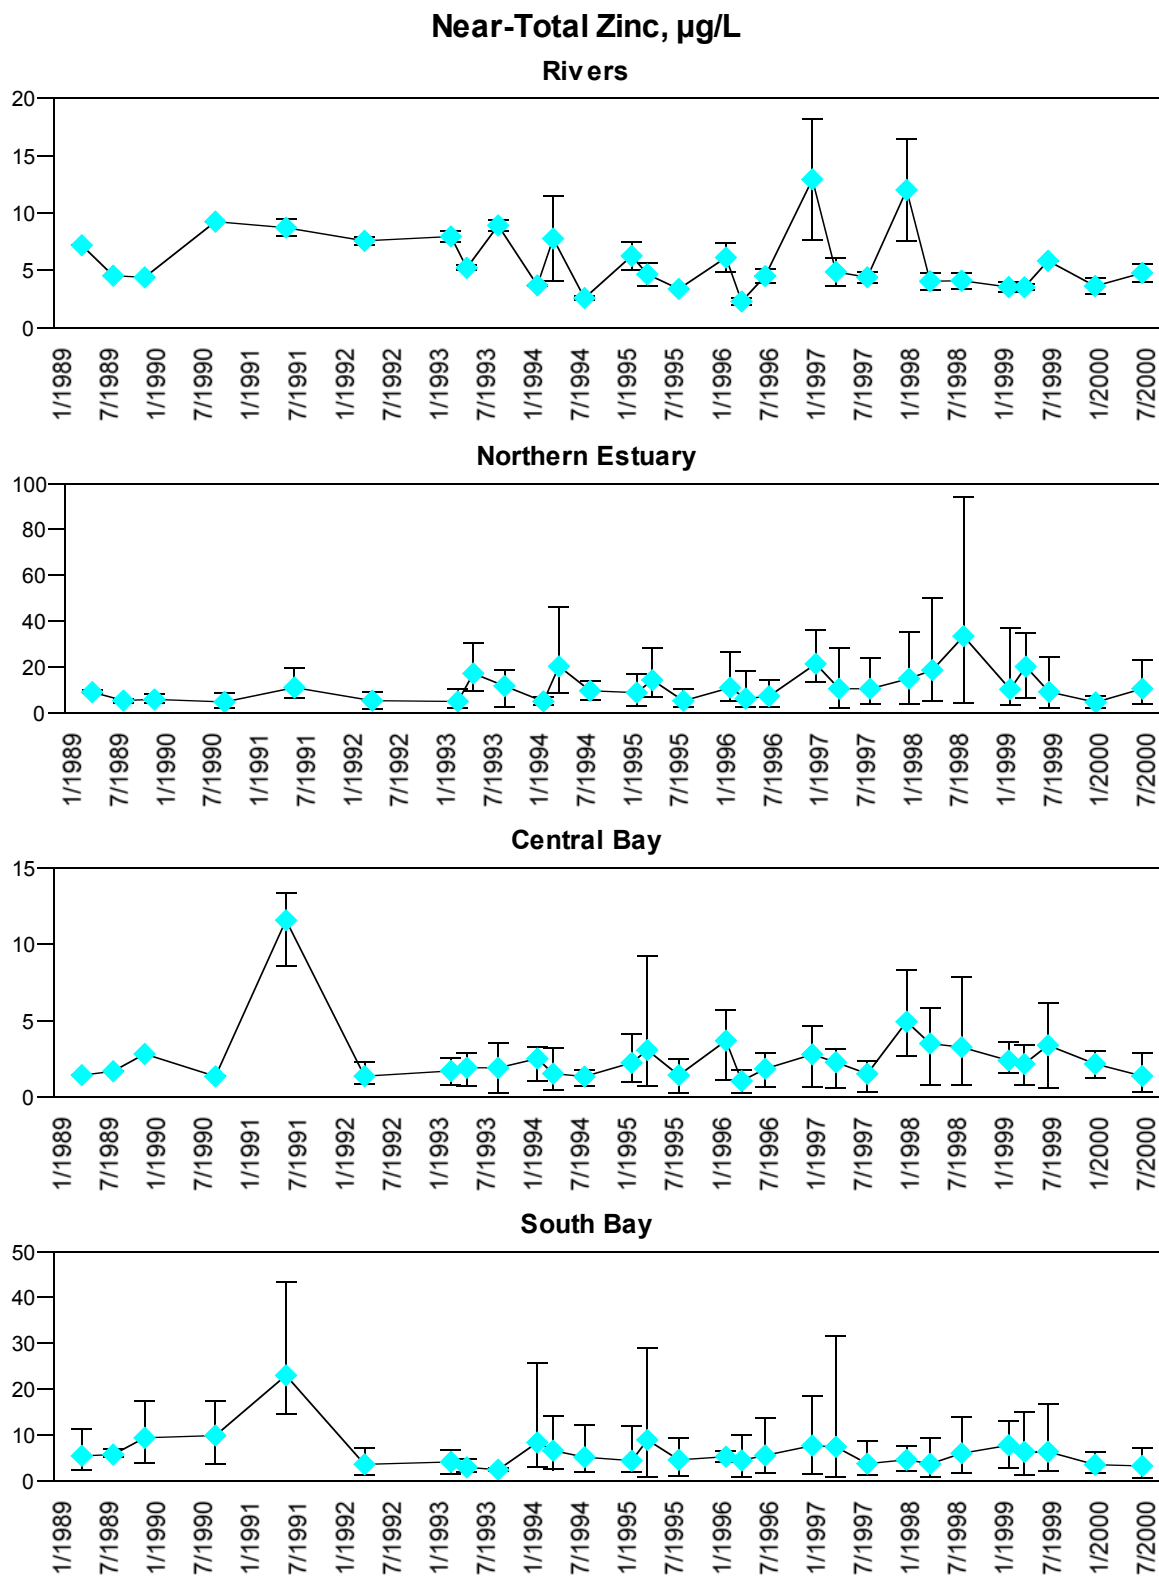 Near-Total Zinc, µg/L
Rivers
20
15
10
5
0
1/1989 7/1989 1/1990 7/1990 1/1991 7/1991 1/1992 7/1992 1/1993 7/1993 1/1994 7/1994 1/1995 7/1995 1/1996 7/1996 1/1997 7/1997 1/1998 7/1998 1/1999 7/1999 1/2000 7/2000
Northern Estuary
100
80
60
40
20
0
1/1989 7/1989 1/1990 7/1990 1/1991 7/1991 1/1992 7/1992 1/1993 7/1993 1/1994 7/1994 1/1995 7/1995 1/1996 7/1996 1/1997 7/1997 1/1998 7/1998 1/1999 7/1999 1/2000 7/2000
Central Bay
15
10
5
0
1/1989 7/1989 1/1990 7/1990 1/1991 7/1991 1/1992 7/1992 1/1993 7/1993 1/1994 7/1994 1/1995 7/1995 1/1996 7/1996 1/1997 7/1997 1/1998 7/1998 1/1999 7/1999 1/2000 7/2000
South Bay
50
40
30
20
10
0
1/1989 7/1989 1/1990 7/1990 1/1991 7/1991 1/1992 7/1992 1/1993 7/1993 1/1994 7/1994 1/1995 7/1995 1/1996 7/1996 1/1997 7/1997 1/1998 7/1998 1/1999 7/1999 1/2000 7/2000